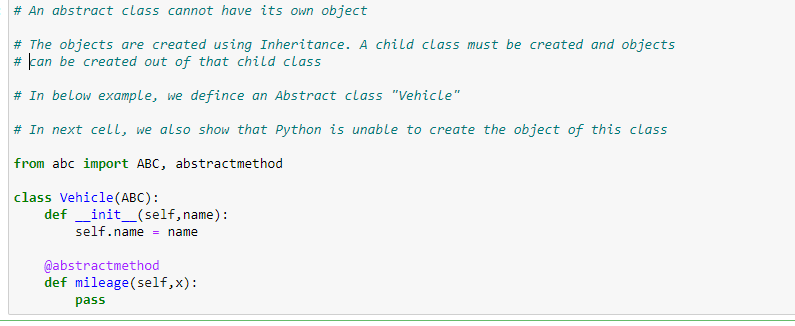 # An abstract class cannot have its own object
# The objects are created using Inheritance. A child class must be created and objects
# can be created out of that child class
# In below example, we defince an Abstract class "Vehicle"
# In next cell, we also show that Python is unable to create the object of this class
from abc import ABC, abstractmethod
class Vehicle(ABC):
    def __init__(self,name):
        self.name = name
    @abstractmethod
    def mileage(self,x):
        pass